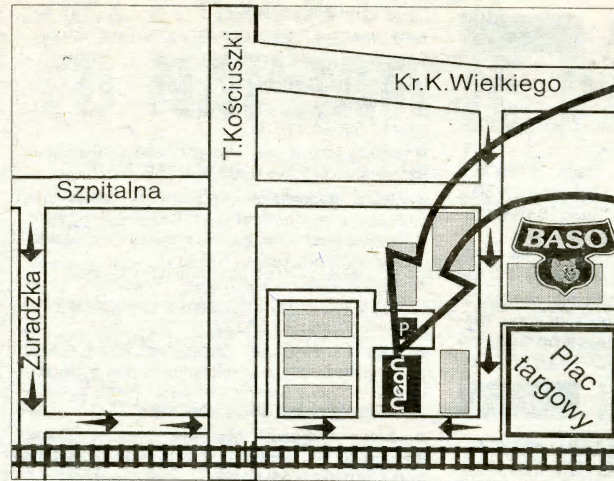 Kr.K.Wielkiego
T.Kościuszki
Szpitalna
Żuradzka
BASO
P
Plac
targowy